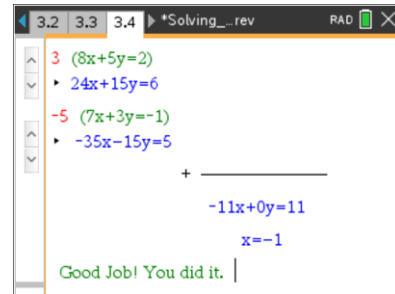 3.2 3.3 3.4 *Solving_...rev RAD
3 (8x+5y=2)
▸ 24x+15y=6
-5 (7x+3y=-1)
▸ -35x-15y=5
+
-11x+0y=11
x=-1
Good Job! You did it.